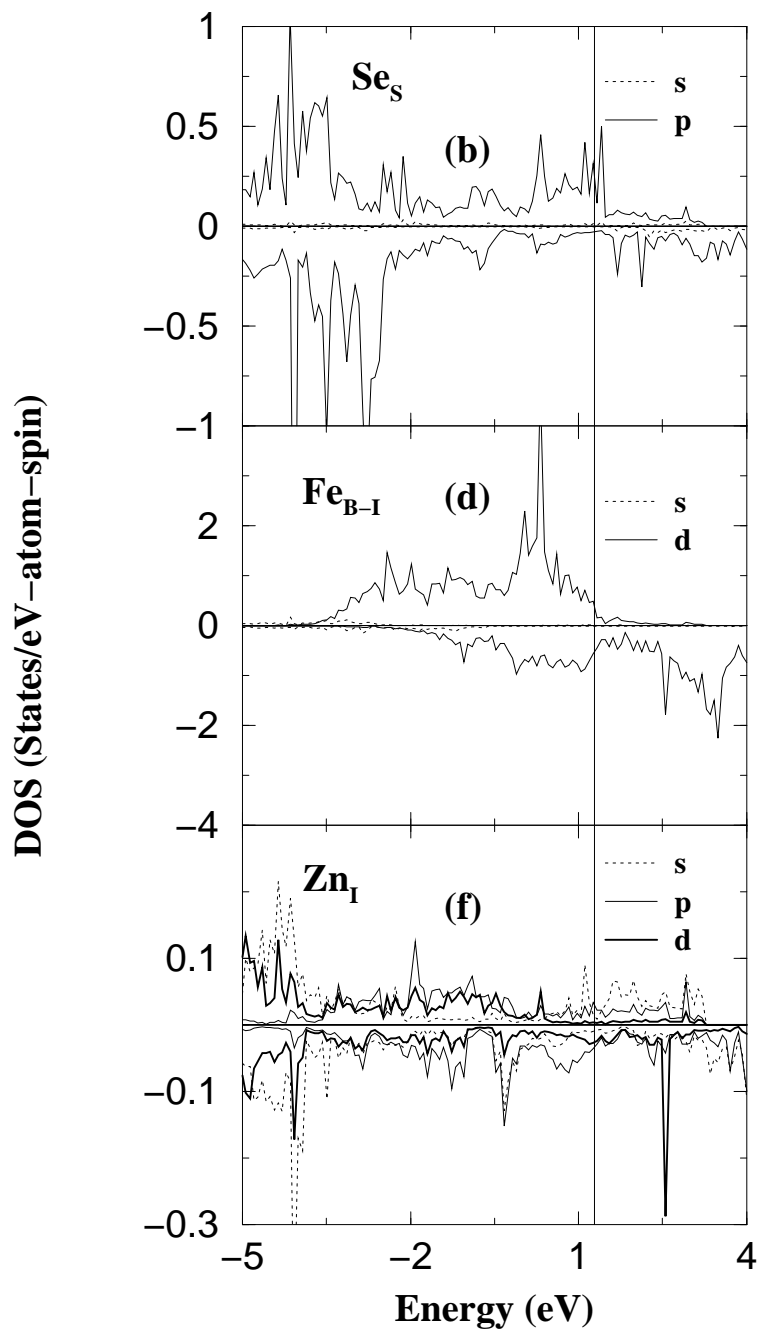 DOS (States/eV−atom−spin)
1
0.5
0
−0.5
−1
Se_S
(b)
s
p
2
0
−2
−4
Fe_B−I
(d)
s
d
0.1
−0.1
−0.3
Zn_I
(f)
s
p
d
−5
−2
1
4
Energy (eV)